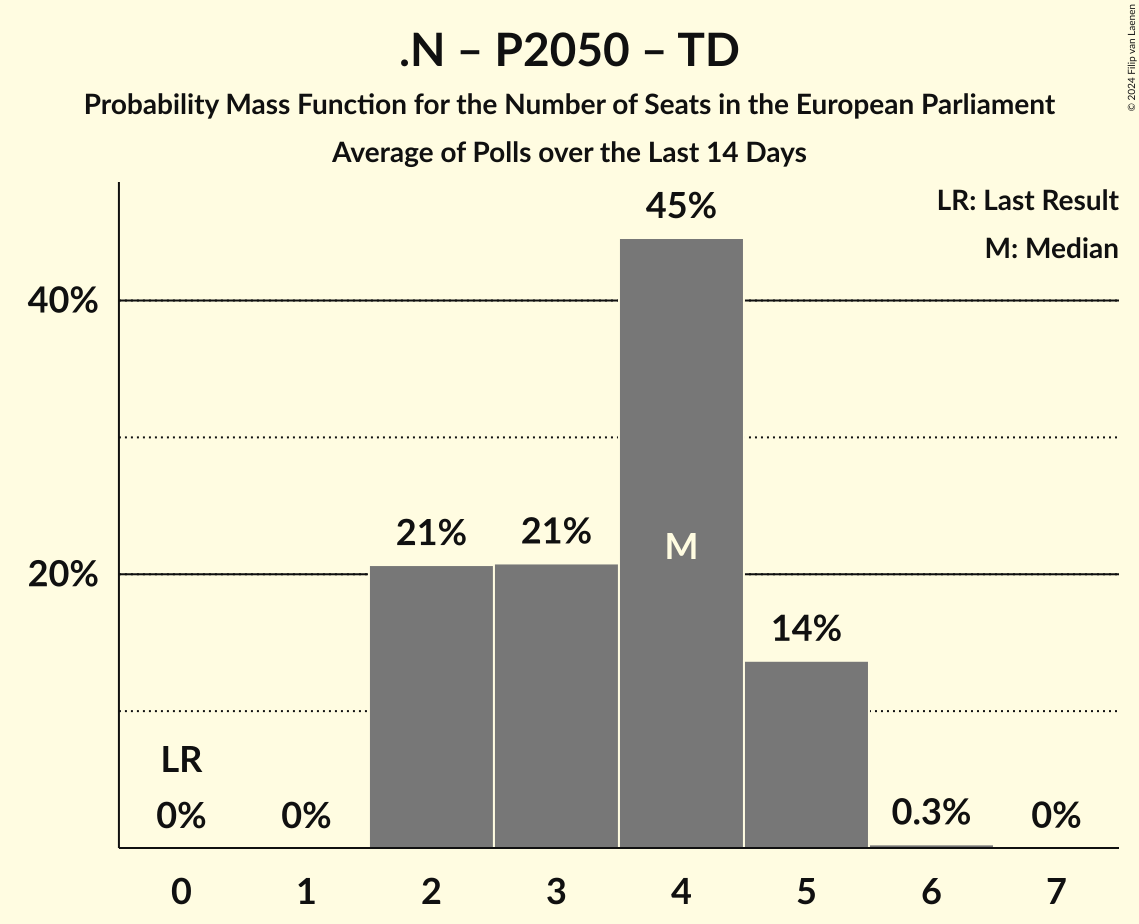 .N – P2050 – TD
Probability Mass Function for the Number of Seats in the European Parliament
Average of Polls over the Last 14 Days
© 2024 Filip van Laenen
LR: Last Result
M: Median
45%
40%
21% 21%
M
20%
14%
LR
0% 0% 0.3% 0%
0 1 2 3 4 5 6 7